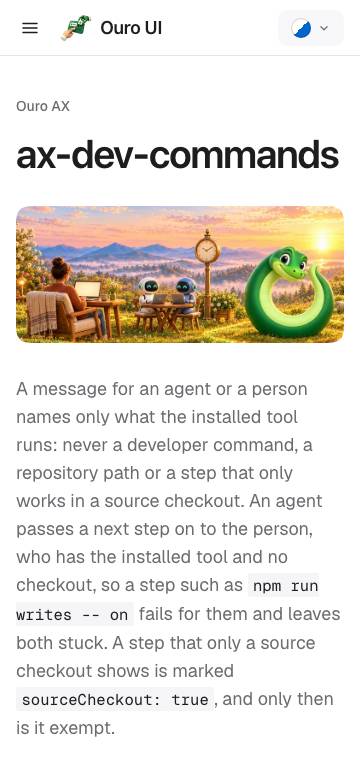 Ouro UI
Ouro AX
ax-dev-commands
A message for an agent or a person
names only what the installed tool
runs: never a developer command, a
repository path or a step that only
works in a source checkout. An agent
passes a next step on to the person,
who has the installed tool and no
checkout, so a step such as npm run
writes -- on fails for them and leaves
both stuck. A step that only a source
checkout shows is marked
sourceCheckout: true, and only then
is it exempt.